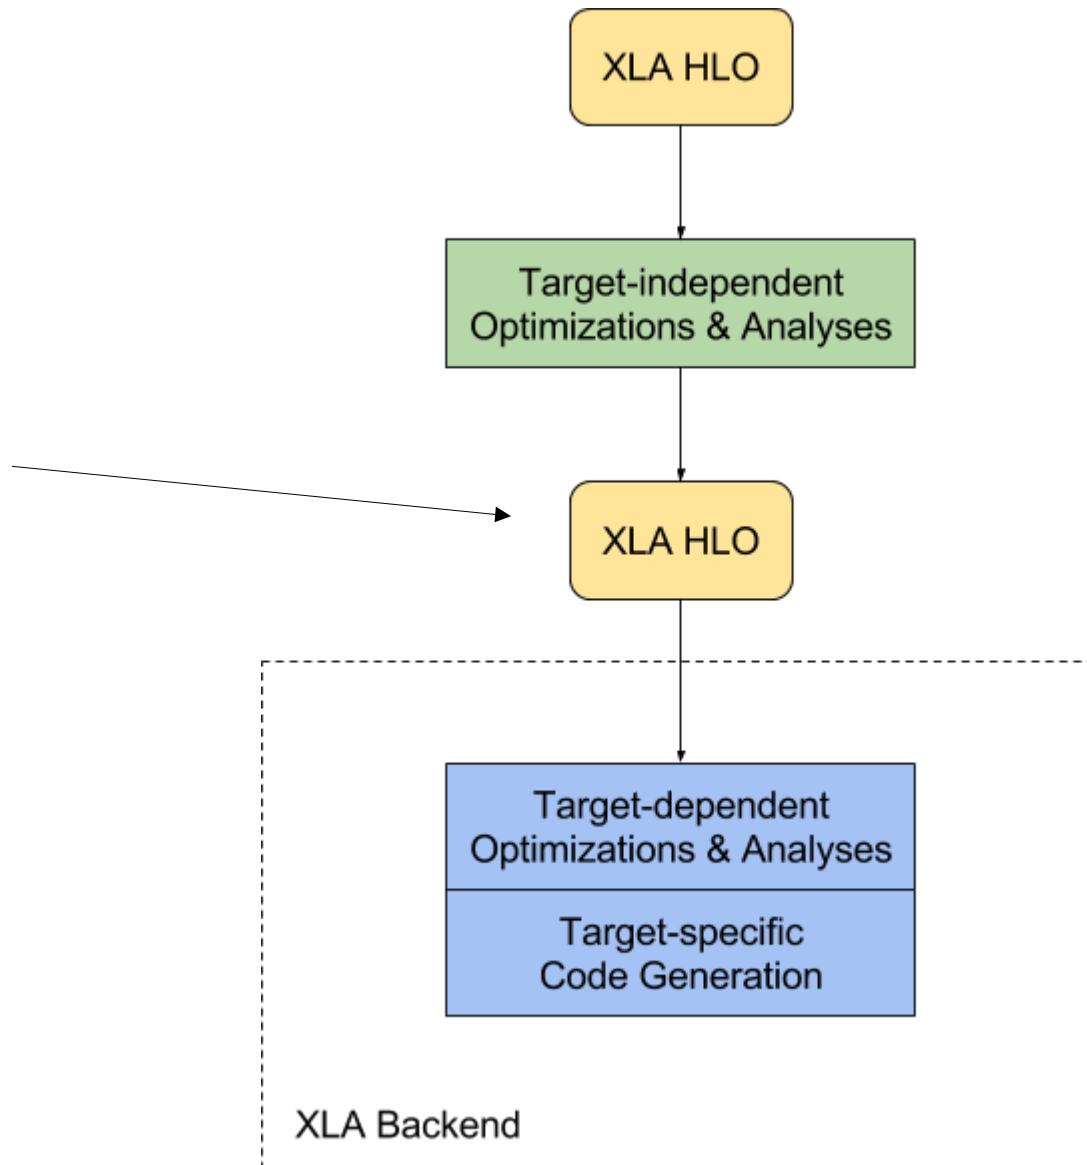 XLA HLO
Target-independent
Optimizations & Analyses
XLA HLO
Target-dependent
Optimizations & Analyses
Target-specific
Code Generation
XLA Backend